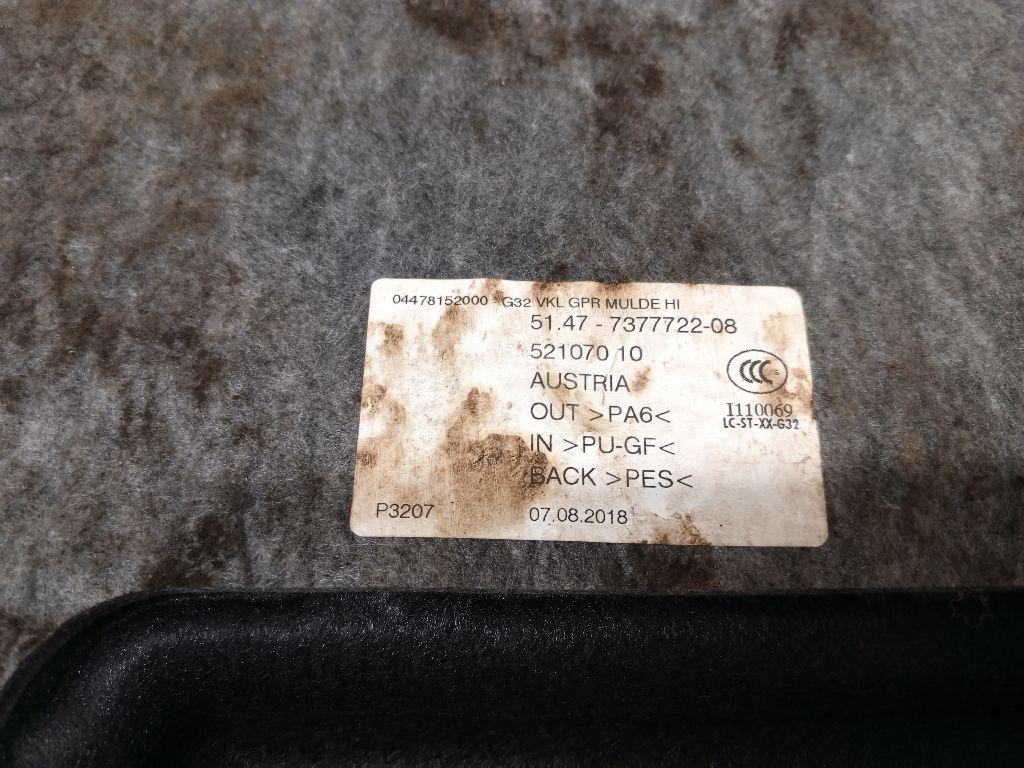 04478152000 - G32 VKL GPR MULDE HI
51.47 - 7377722-08
521070 10
AUSTRIA
OUT >PA6<
IN >PU-GF<
BACK >PES<
P3207
07.08.2018
CCC S
I110069
LC-ST-XX-G32